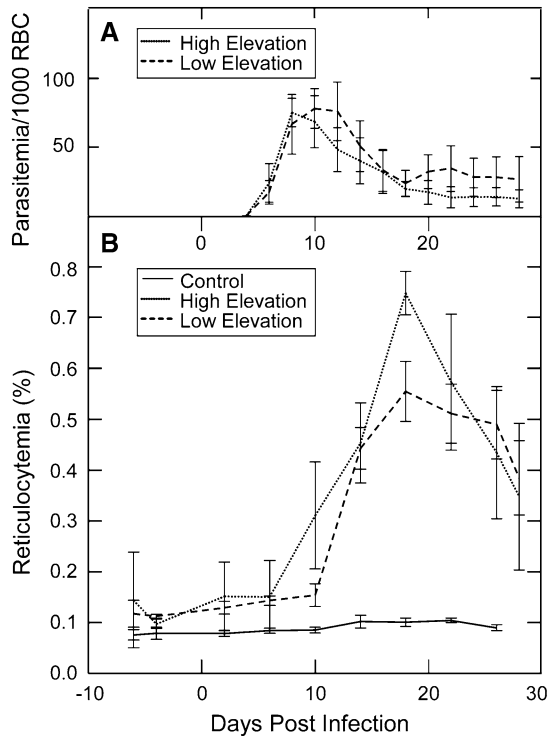 A
High Elevation
Low Elevation
Parasitemia/1000 RBC
100
50
0
10
20
B
Control
High Elevation
Low Elevation
Reticulocytemia (%)
0.8
0.7
0.6
0.5
0.4
0.3
0.2
0.1
0.0
-10
0
10
20
30
Days Post Infection